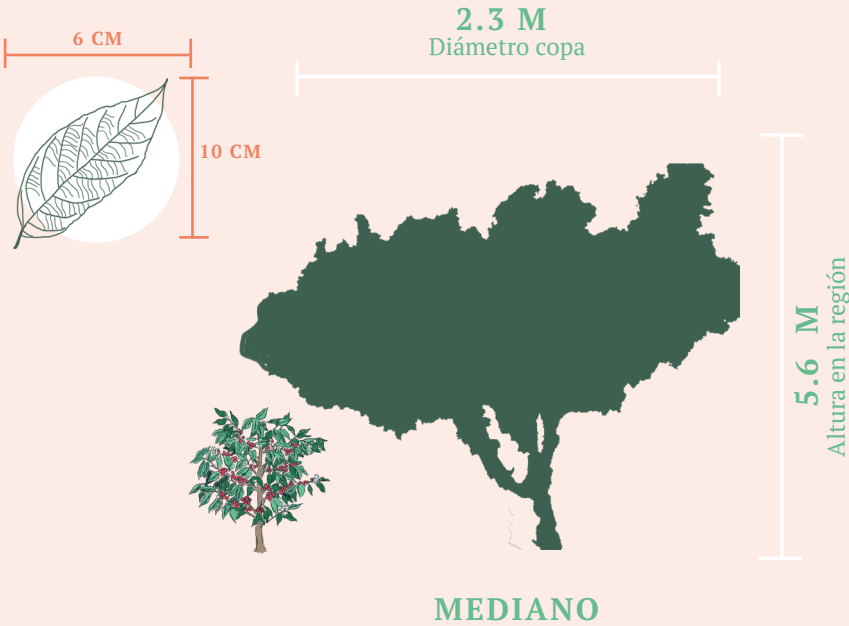 6 CM
10 CM
2.3 M
Diámetro copa
5.6 M
Altura en la región
MEDIANO